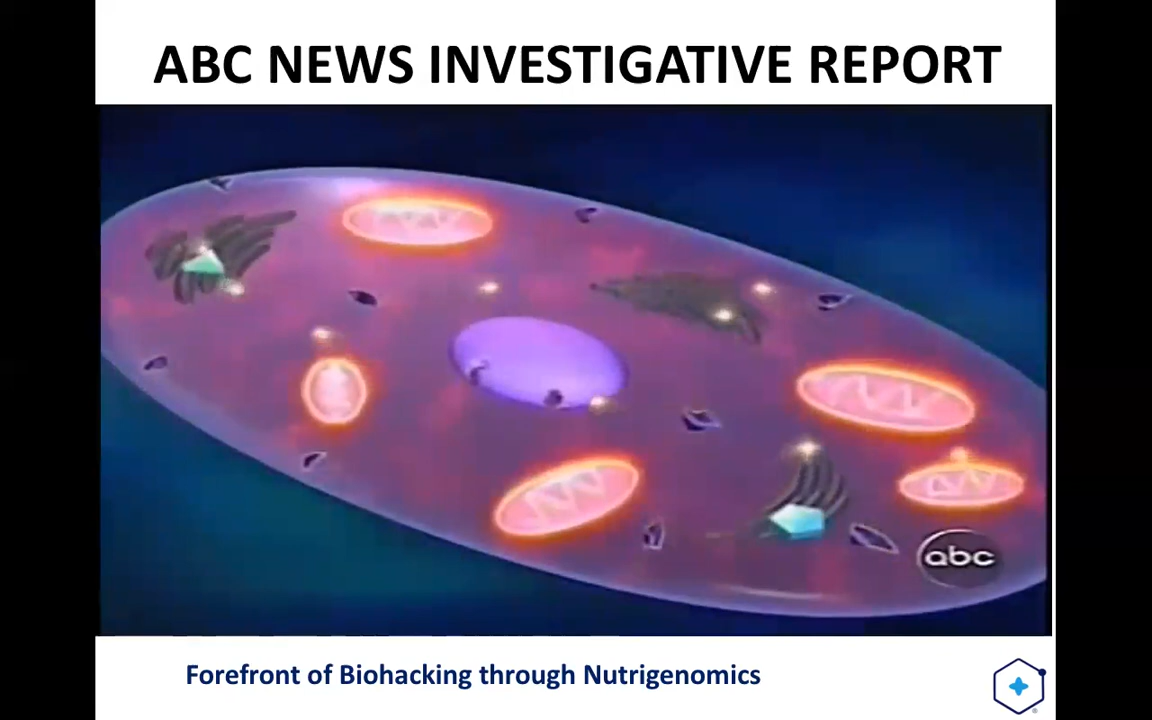 ABC NEWS INVESTIGATIVE REPORT
abc
Forefront of Biohacking through Nutrigenomics
®